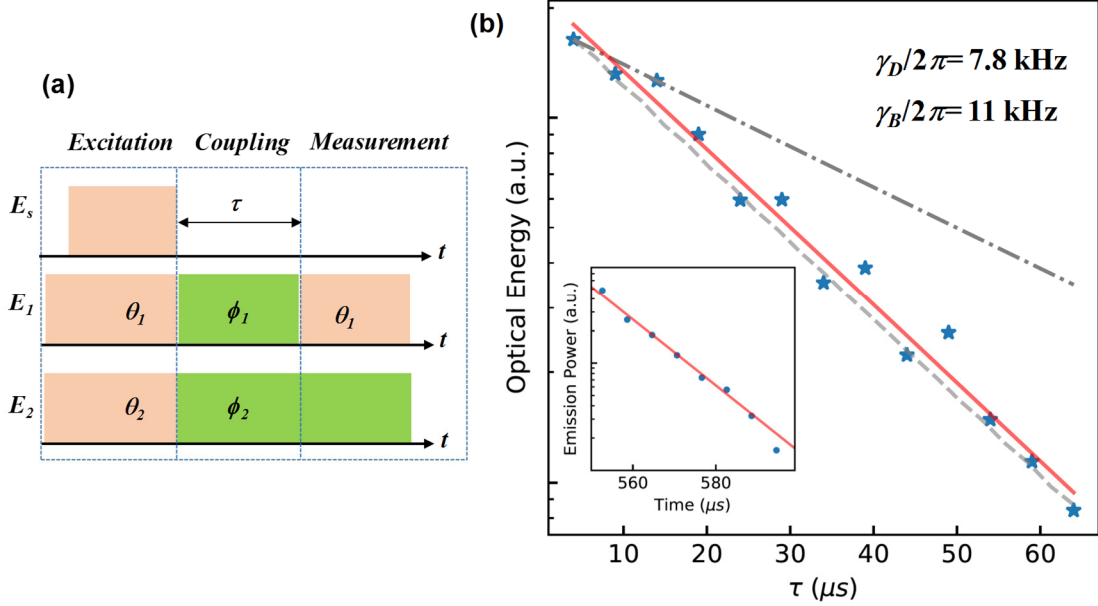 (a)
Excitation Coupling Measurement
E_s
τ
t
E_1
θ_1
ϕ_1
θ_1
t
E_2
θ_2
ϕ_2
t
(b)
γ_D/2π= 7.8 kHz
γ_B/2π= 11 kHz
Optical Energy (a.u.)
Emission Power (a.u.)
560 580
Time (μs)
10 20 30 40 50 60
τ (μs)